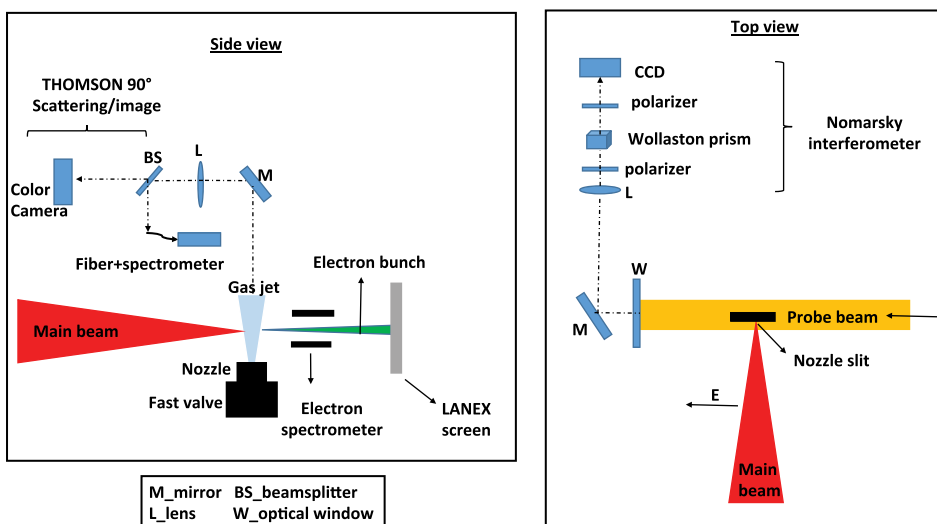 Side view
THOMSON 90°
Scattering/image
BS
L
M
Color
Camera
Fiber+spectrometer
Gas jet
Electron bunch
Main beam
Nozzle
Fast valve
Electron
spectrometer
LANEX
screen
M_mirror BS_beamsplitter
L_lens W_optical window
Top view
CCD
polarizer
Wollaston prism
polarizer
L
Nomarsky
interferometer
W
M
Probe beam
Nozzle slit
E
Main
beam